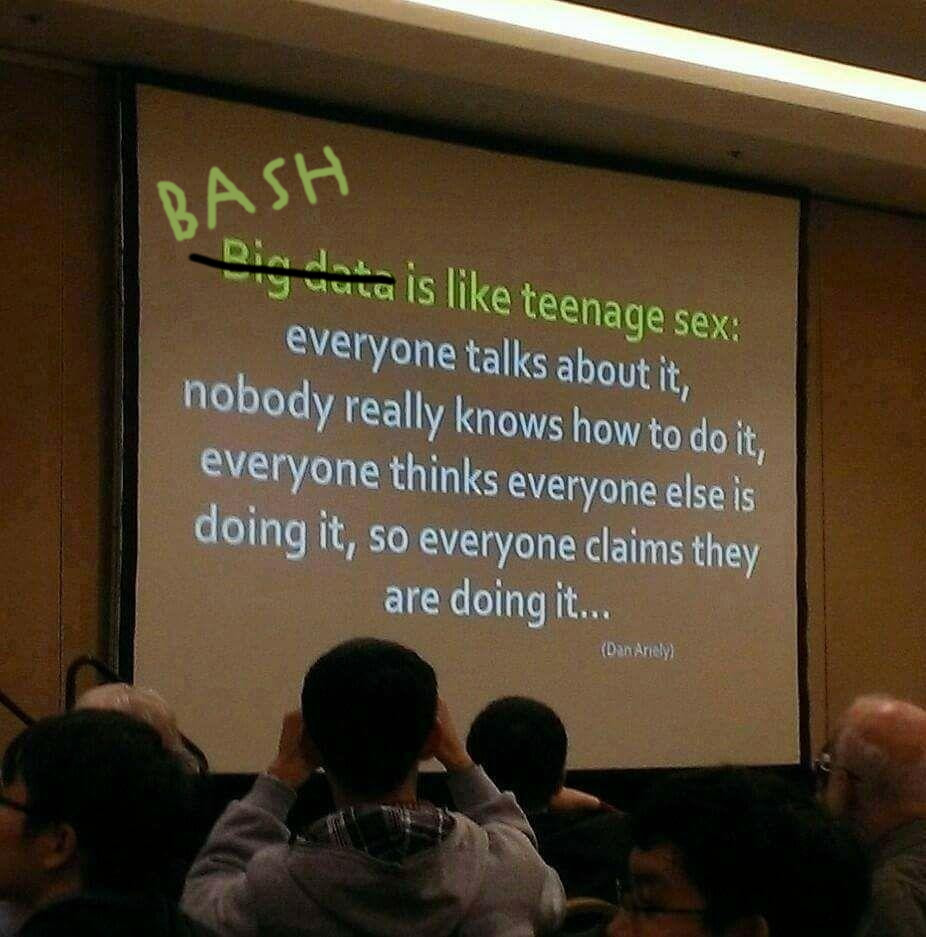 BASH
Big data is like teenage sex:
everyone talks about it,
nobody really knows how to do it,
everyone thinks everyone else is
doing it, so everyone claims they
are doing it...
(Dan Ariely)